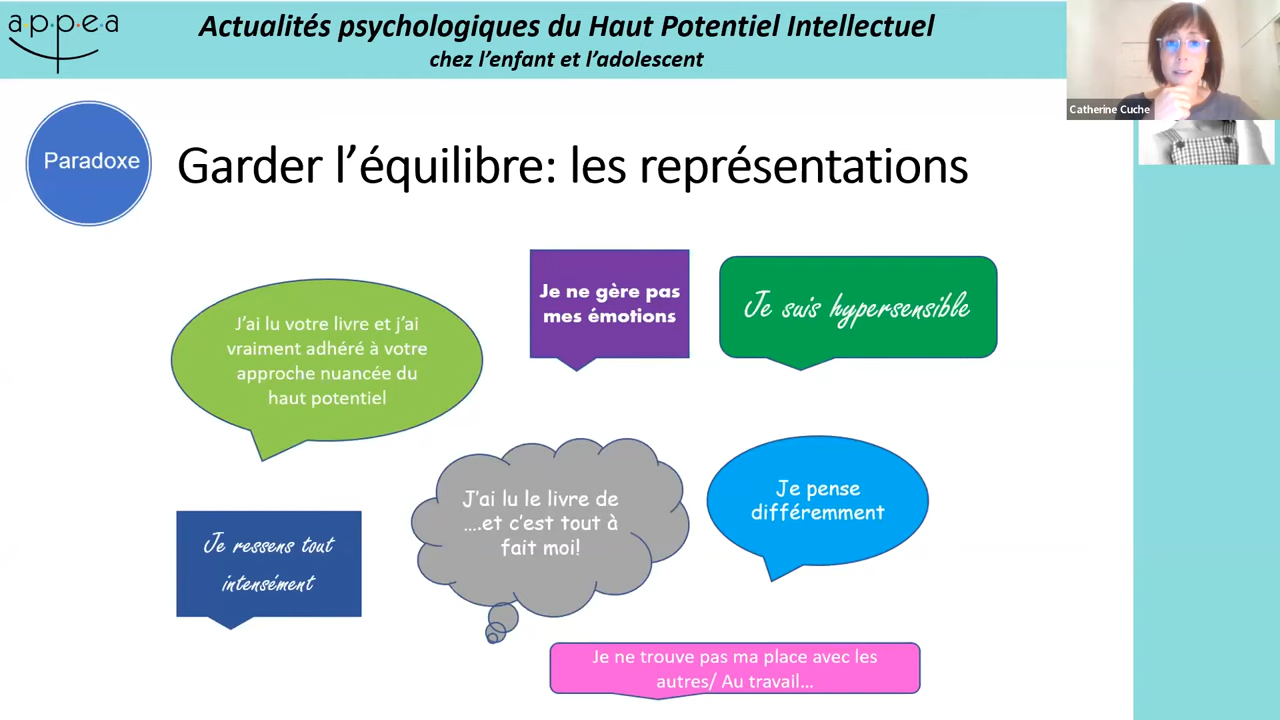 a·p·p·e·a
Actualités psychologiques du Haut Potentiel Intellectuel
chez l'enfant et l'adolescent
Catherine Cuche
Paradoxe
Garder l'équilibre: les représentations
J'ai lu votre livre et j'ai
vraiment adhéré à votre
approche nuancée du
haut potentiel
Je ne gère pas
mes émotions
Je suis hypersensible
Je ressens tout
intensément
J'ai lu le livre de
....et c'est tout à
fait moi!
Je pense
différemment
Je ne trouve pas ma place avec les
autres/ Au travail...